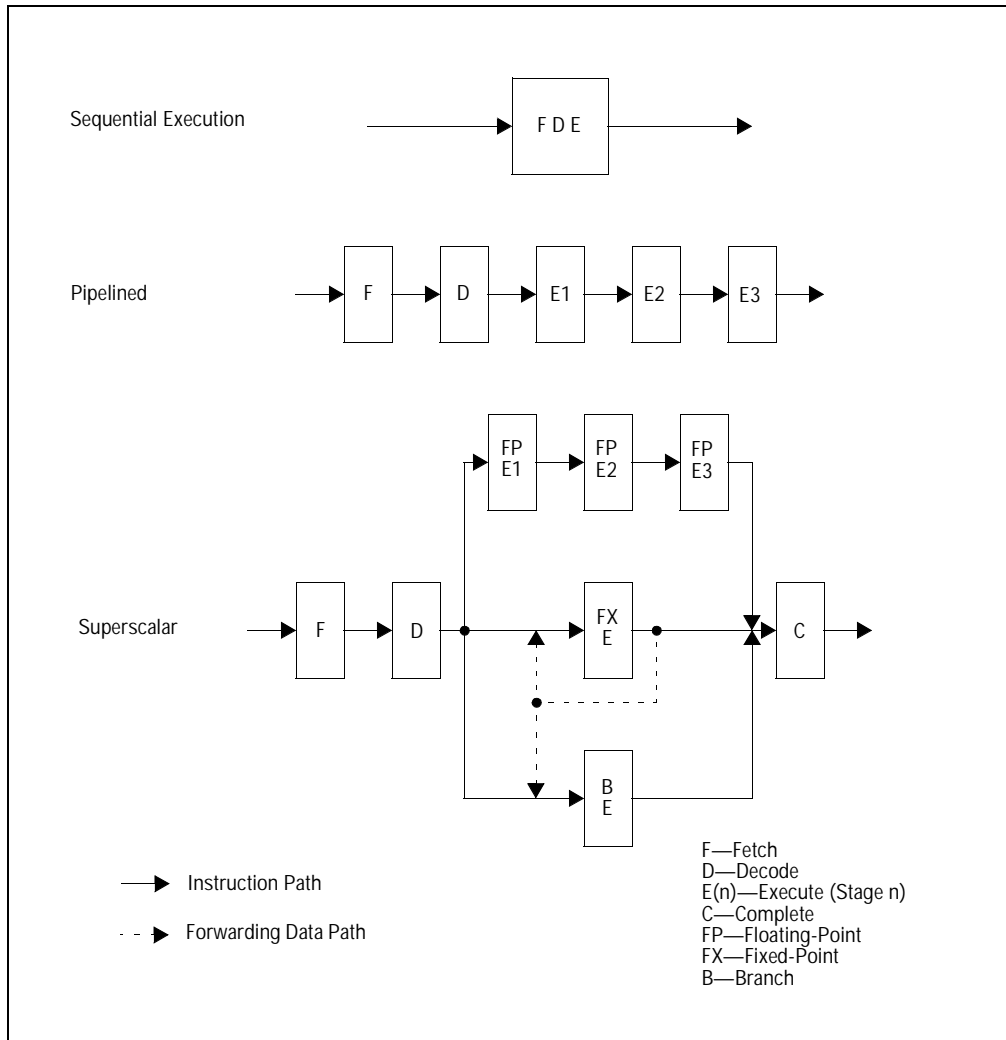 Sequential Execution
F D E
Pipelined
F
D
E1
E2
E3
FP
E1
FP
E2
FP
E3
Superscalar
F
D
FX
E
C
B
E
Instruction Path
Forwarding Data Path
F—Fetch
D—Decode
E(n)—Execute (Stage n)
C—Complete
FP—Floating-Point
FX—Fixed-Point
B—Branch